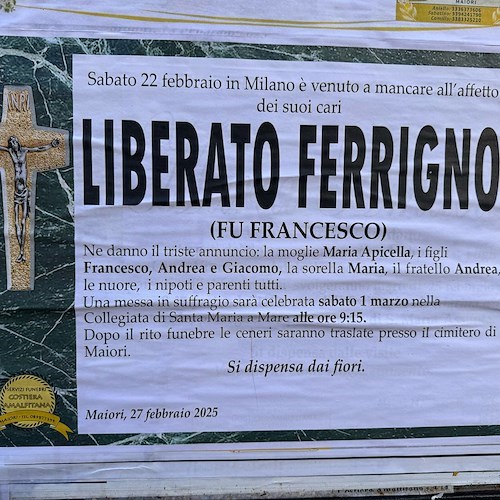 MAIORI
Sabato 22 febbraio in Milano è venuto a mancare all'affetto
dei suoi cari
LIBERATO FERRIGNO
(FU FRANCESCO)
Ne danno il triste annuncio: la moglie Maria Apicella, i figli
Francesco, Andrea e Giacomo, la sorella Maria, il fratello Andrea,
le nuore, i nipoti e parenti tutti.
Una messa in suffragio sarà celebrata sabato 1 marzo nella
Collegiata di Santa Maria a Mare alle ore 9:15.
Dopo il rito funebre le ceneri saranno traslate presso il cimitero di
Maiori.
Si dispensa dai fiori.
SERVIZI FUNEBRI
COSTIERA
AMALFITANA
Maiori, 27 febbraio 2025